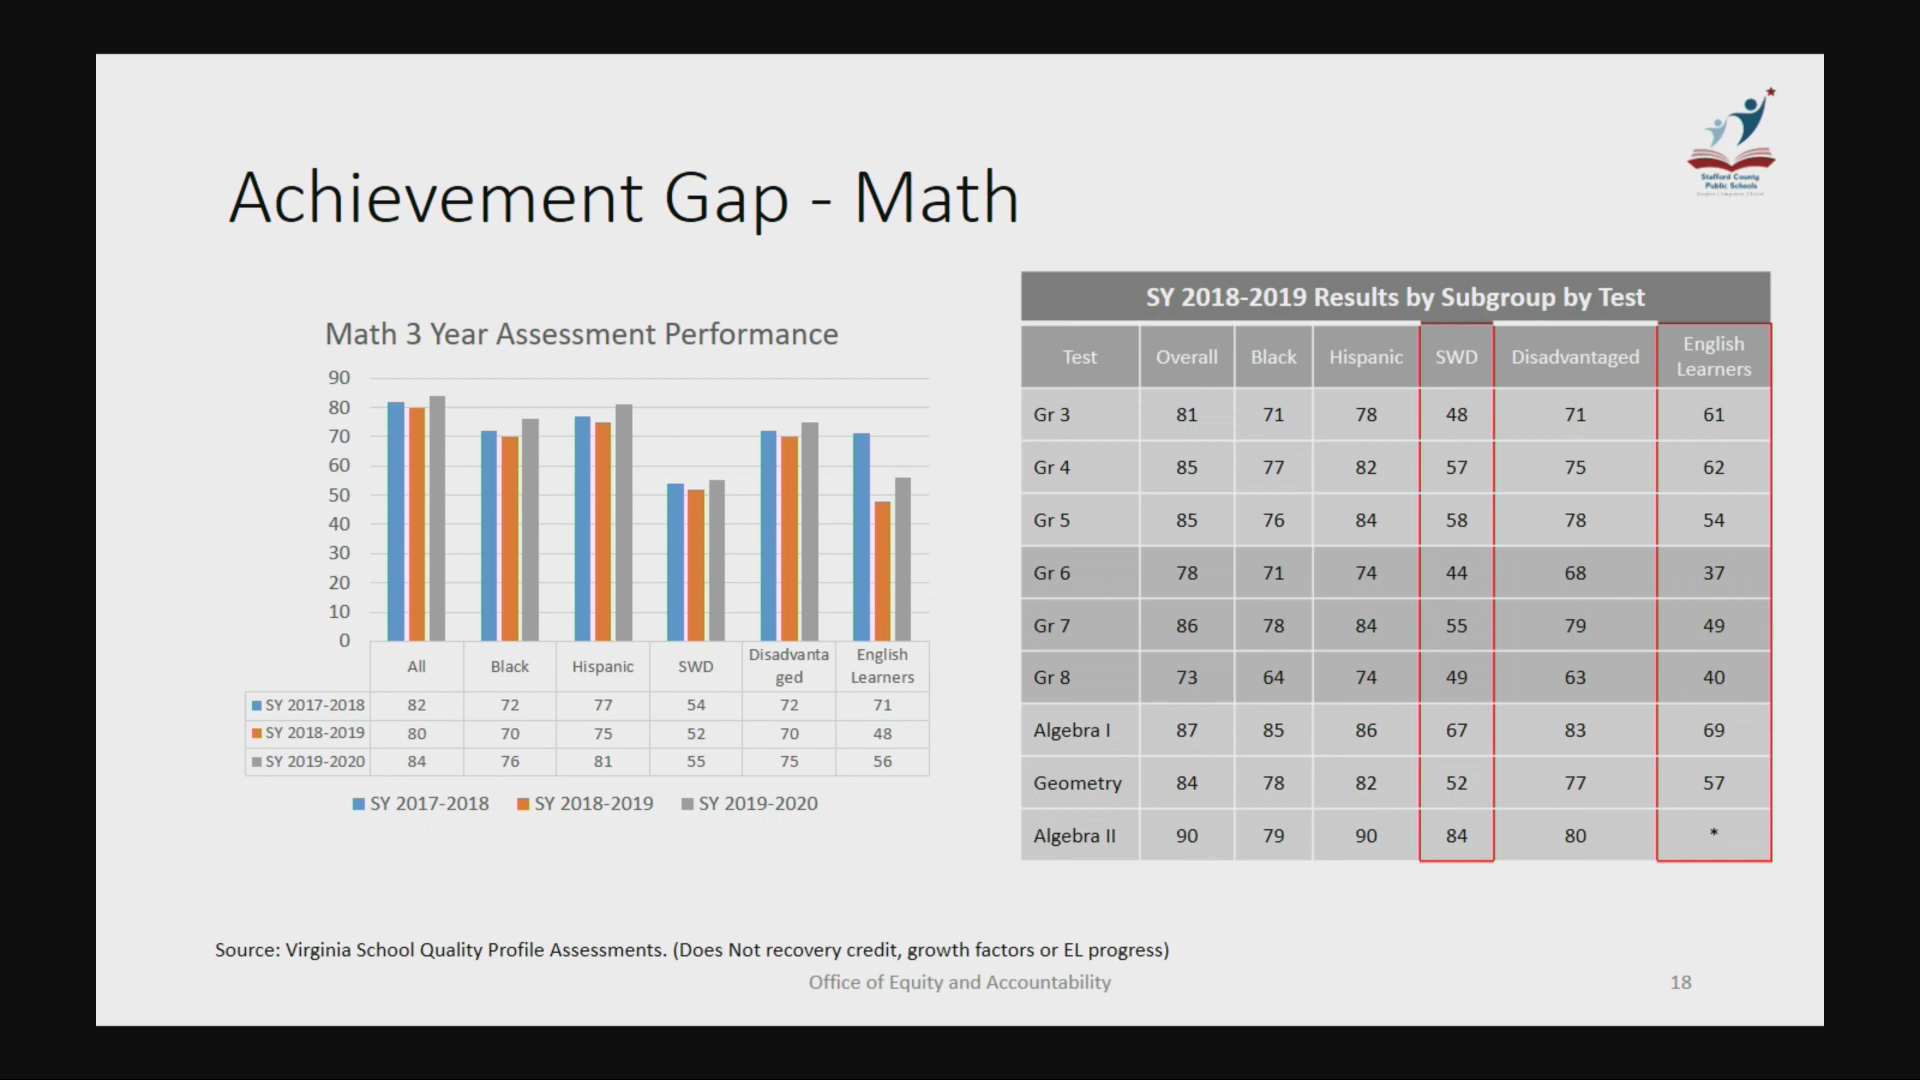 Stafford County
Public Schools
Achievement Gap - Math
Math 3 Year Assessment Performance
90
80
70
60
50
40
30
20
10
0
All Black Hispanic SWD Disadvanta ged English Learners
SY 2017-2018 82 72 77 54 72 71
SY 2018-2019 80 70 75 52 70 48
SY 2019-2020 84 76 81 55 75 56
SY 2017-2018 SY 2018-2019 SY 2019-2020
SY 2018-2019 Results by Subgroup by Test
Test Overall Black Hispanic SWD Disadvantaged English Learners
Gr 3 81 71 78 48 71 61
Gr 4 85 77 82 57 75 62
Gr 5 85 76 84 58 78 54
Gr 6 78 71 74 44 68 37
Gr 7 86 78 84 55 79 49
Gr 8 73 64 74 49 63 40
Algebra I 87 85 86 67 83 69
Geometry 84 78 82 52 77 57
Algebra II 90 79 90 84 80 *
Source: Virginia School Quality Profile Assessments. (Does Not recovery credit, growth factors or EL progress)
Office of Equity and Accountability
18